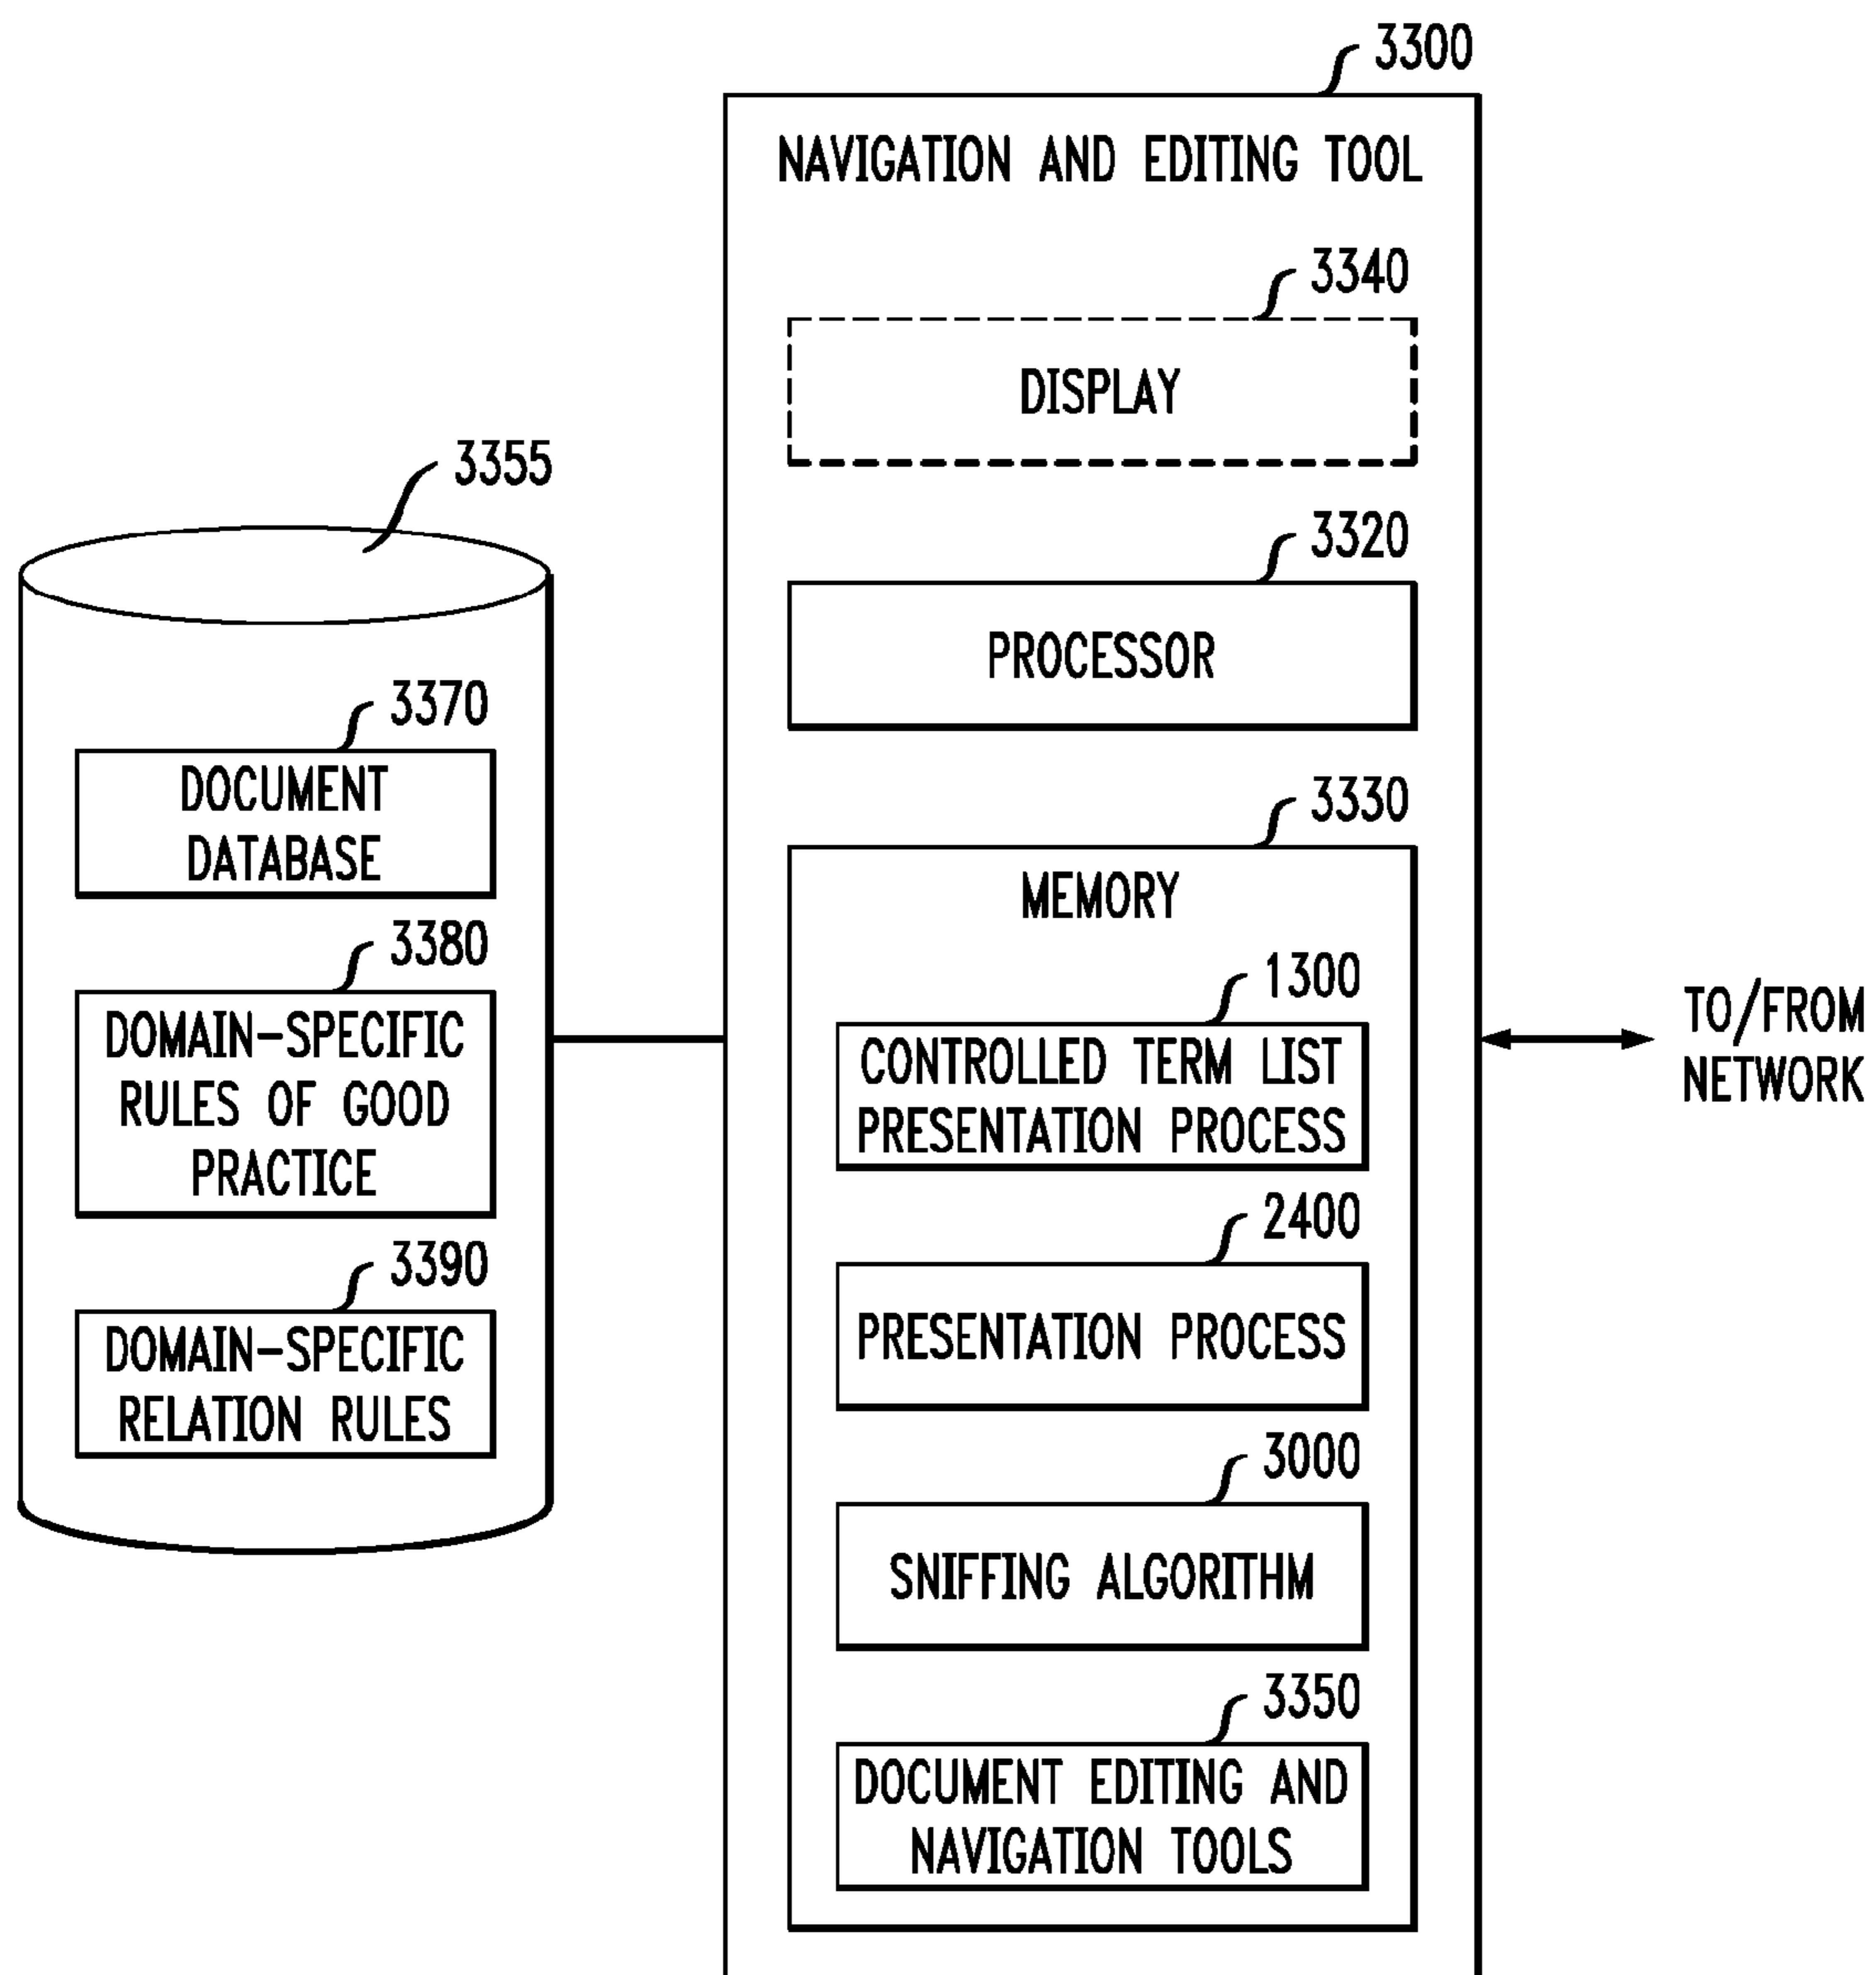 3300
NAVIGATION AND EDITING TOOL
3340
DISPLAY
3355
3320
PROCESSOR
3370
DOCUMENT
DATABASE
3380
DOMAIN-SPECIFIC
RULES OF GOOD
PRACTICE
3390
DOMAIN-SPECIFIC
RELATION RULES
3330
MEMORY
1300
CONTROLLED TERM LIST
PRESENTATION PROCESS
2400
PRESENTATION PROCESS
3000
SNIFFING ALGORITHM
3350
DOCUMENT EDITING AND
NAVIGATION TOOLS
TO/FROM
NETWORK